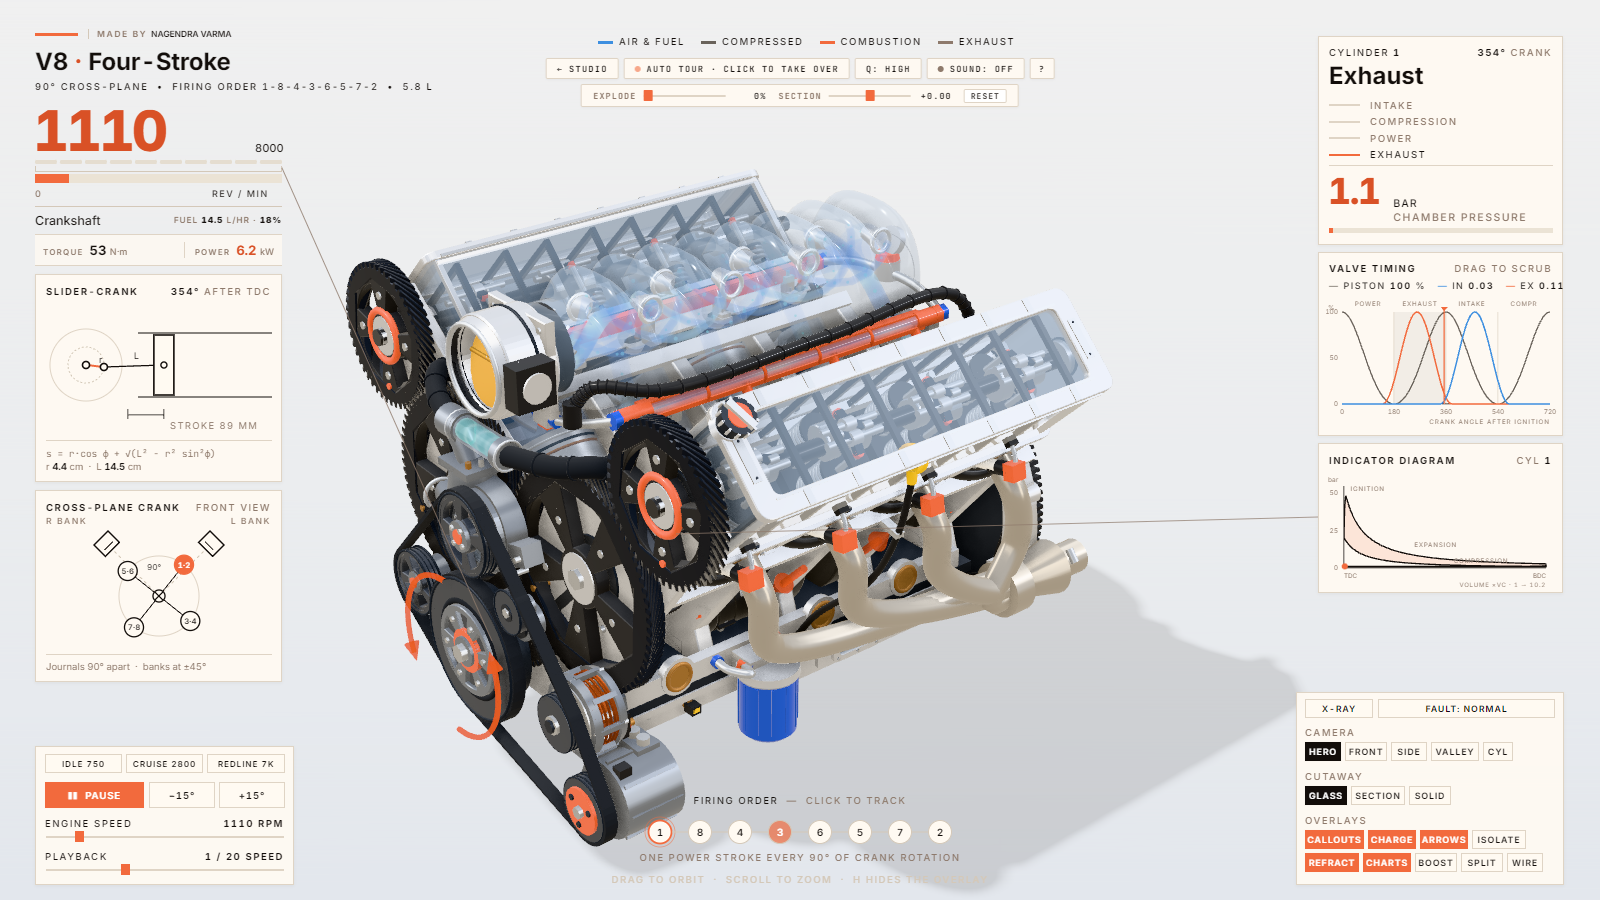 MADE BY NAGENDRA VARMA
V8 · Four-Stroke
90° CROSS-PLANE • FIRING ORDER 1-8-4-3-6-5-7-2 • 5.8 L
1110
8000
0 REV / MIN
Crankshaft FUEL 14.5 L/HR · 18%
TORQUE 53 N·m POWER 6.2 kW
SLIDER-CRANK 354° AFTER TDC
r L
STROKE 89 MM
s = r·cos ϕ + √(L² - r² sin²ϕ)
r 4.4 cm · L 14.5 cm
CROSS-PLANE CRANK FRONT VIEW
R BANK L BANK
90°
5-6 1-2
7-8 3-4
Journals 90° apart · banks at ±45°
IDLE 750 CRUISE 2800 REDLINE 7K
PAUSE −15° +15°
ENGINE SPEED 1110 RPM
PLAYBACK 1 / 20 SPEED
AIR & FUEL COMPRESSED COMBUSTION EXHAUST
← STUDIO AUTO TOUR · CLICK TO TAKE OVER Q: HIGH SOUND: OFF ?
EXPLODE 0% SECTION +0.00 RESET
FIRING ORDER — CLICK TO TRACK
1 8 4 3 6 5 7 2
ONE POWER STROKE EVERY 90° OF CRANK ROTATION
DRAG TO ORBIT · SCROLL TO ZOOM · H HIDES
CYLINDER 1 354° CRANK
Exhaust
INTAKE
COMPRESSION
POWER
EXHAUST
1.1 BAR
CHAMBER PRESSURE
VALVE TIMING DRAG TO SCRUB
PISTON 100 % IN 0.03 EX 0.11
% POWER EXHAUST INTAKE COMPR
100
50
0
0 180 360 540 720
CRANK ANGLE AFTER IGNITION
INDICATOR DIAGRAM CYL 1
bar
50 IGNITION
25
EXPANSION
COMPRESSION
0
TDC BDC
VOLUME ×VC · 1 – 10.2
X-RAY FAULT: NORMAL
CAMERA
HERO FRONT SIDE VALLEY CYL
CUTAWAY
GLASS SECTION SOLID
OVERLAYS
CALLOUTS CHARGE ARROWS ISOLATE
REFRACT CHARTS BOOST SPLIT WIRE